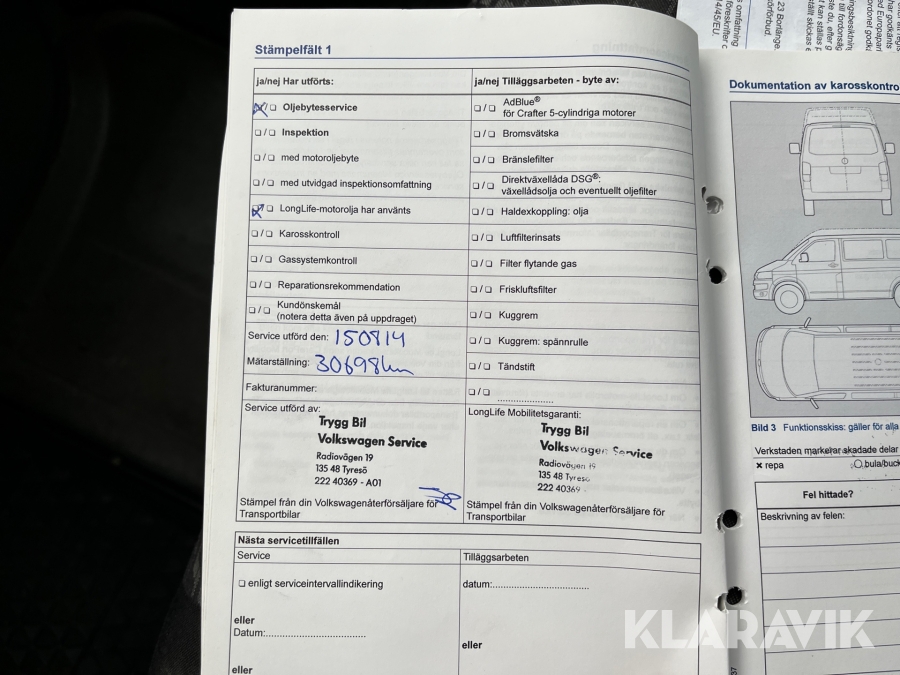 Stämpelfält 1
ja/nej Har utförts:
☒/☐ Oljebytesservice
☐/☐ Inspektion
☐/☐ med motoroljebyte
☐/☐ med utvidgad inspektionsomfattning
☒/☐ LongLife-motorolja har använts
☐/☐ Karosskontroll
☐/☐ Gassystemkontroll
☐/☐ Reparationsrekommendation
☐/☐ Kundönskemål
(notera detta även på uppdraget)
Service utförd den: 150814
Mätarställning: 30698km
Fakturanummer:
Service utförd av:
Trygg Bil
Volkswagen Service
Radiovägen 19
135 48 Tyresö
222 40369 - A01
Stämpel från din Volkswagenåterförsäljare för
Transportbilar
ja/nej Tilläggsarbeten - byte av:
☐/☐ AdBlue®
för Crafter 5-cylindriga motorer
☐/☐ Bromsvätska
☐/☐ Bränslefilter
☐/☐ Direktväxellåda DSG®:
växellådsolja och eventuellt oljefilter
☐/☐ Haldexkoppling: olja
☐/☐ Luftfilterinsats
☐/☐ Filter flytande gas
☐/☐ Friskluftsfilter
☐/☐ Kuggrem
☐/☐ Kuggrem: spännrulle
☐/☐ Tändstift
☐/☐ ....................
LongLife Mobilitetsgaranti:
Trygg Bil
Volkswagen Service
Radiovägen 19
135 48 Tyresö
222 40369
Stämpel från din Volkswagenåterförsäljare för
Transportbilar
Nästa servicetillfällen
Service
☐ enligt serviceintervallindikering
eller
Datum:....................
eller
Tilläggsarbeten
datum:....................
eller
Dokumentation av karosskontro
Bild 3 Funktionsskiss: gäller för alla
Verkstaden markerar skadade delar
× repa
O bula/buck
Fel hittade?
Beskrivning av felen:
23 Borlänge.
körförbud.
KLARAVIK